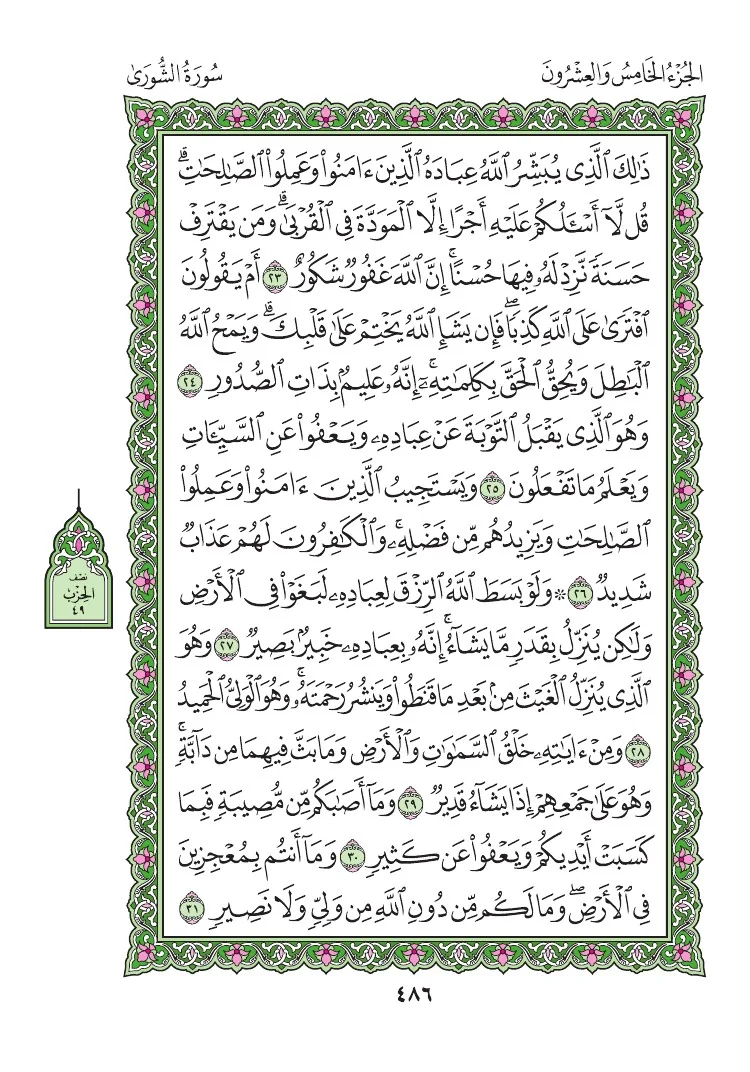 الجُزْءُ الخَامِسُ وَالعِشْرُونَ
سُورَةُ الشُّورَىٰ
ذَٰلِكَ ٱلَّذِي يُبَشِّرُ ٱللَّهُ عِبَادَهُ ٱلَّذِينَ ءَامَنُوا۟ وَعَمِلُوا۟ ٱلصَّٰلِحَٰتِۗ
قُل لَّآ أَسْـَٔلُكُمْ عَلَيْهِ أَجْرًا إِلَّا ٱلْمَوَدَّةَ فِي ٱلْقُرْبَىٰۗ وَمَن يَقْتَرِفْ
حَسَنَةً نَّزِدْ لَهُۥ فِيهَا حُسْنًاۚ إِنَّ ٱللَّهَ غَفُورٌ شَكُورٌ ٢٣ أَمْ يَقُولُونَ
ٱفْتَرَىٰ عَلَى ٱللَّهِ كَذِبًاۖ فَإِن يَشَإِ ٱللَّهُ يَخْتِمْ عَلَىٰ قَلْبِكَۗ وَيَمْحُ ٱللَّهُ
ٱلْبَٰطِلَ وَيُحِقُّ ٱلْحَقَّ بِكَلِمَٰتِهِۦٓۚ إِنَّهُۥ عَلِيمٌۢ بِذَاتِ ٱلصُّدُورِ ٢٤
وَهُوَ ٱلَّذِي يَقْبَلُ ٱلتَّوْبَةَ عَنْ عِبَادِهِۦ وَيَعْفُوا۟ عَنِ ٱلسَّيِّـَٔاتِ
وَيَعْلَمُ مَا تَفْعَلُونَ ٢٥ وَيَسْتَجِيبُ ٱلَّذِينَ ءَامَنُوا۟ وَعَمِلُوا۟
ٱلصَّٰلِحَٰتِ وَيَزِيدُهُم مِّن فَضْلِهِۦۚ وَٱلْكَٰفِرُونَ لَهُمْ عَذَابٌ
شَدِيدٌ ٢٦ ۞ وَلَوْ بَسَطَ ٱللَّهُ ٱلرِّزْقَ لِعِبَادِهِۦ لَبَغَوْا۟ فِي ٱلْأَرْضِ
وَلَٰكِن يُنَزِّلُ بِقَدَرٍ مَّا يَشَآءُۚ إِنَّهُۥ بِعِبَادِهِۦ خَبِيرٌۢ بَصِيرٌ ٢٧ وَهُوَ
ٱلَّذِي يُنَزِّلُ ٱلْغَيْثَ مِنۢ بَعْدِ مَا قَنَطُوا۟ وَيَنشُرُ رَحْمَتَهُۥۚ وَهُوَ ٱلْوَلِيُّ ٱلْحَمِيدُ
٢٨ وَمِنْ ءَايَٰتِهِۦ خَلْقُ ٱلسَّمَٰوَٰتِ وَٱلْأَرْضِ وَمَا بَثَّ فِيهِمَا مِن دَآبَّةٍۚ
وَهُوَ عَلَىٰ جَمْعِهِمْ إِذَا يَشَآءُ قَدِيرٌ ٢٩ وَمَآ أَصَٰبَكُم مِّن مُّصِيبَةٍ فَبِمَا
كَسَبَتْ أَيْدِيكُمْ وَيَعْفُوا۟ عَن كَثِيرٍ ٣٠ وَمَآ أَنتُم بِمُعْجِزِينَ
فِي ٱلْأَرْضِۖ وَمَا لَكُم مِّن دُونِ ٱللَّهِ مِن وَلِيٍّ وَلَا نَصِيرٍ ٣١
نِصْف
الحِزْب
٤٩
٤٨٦